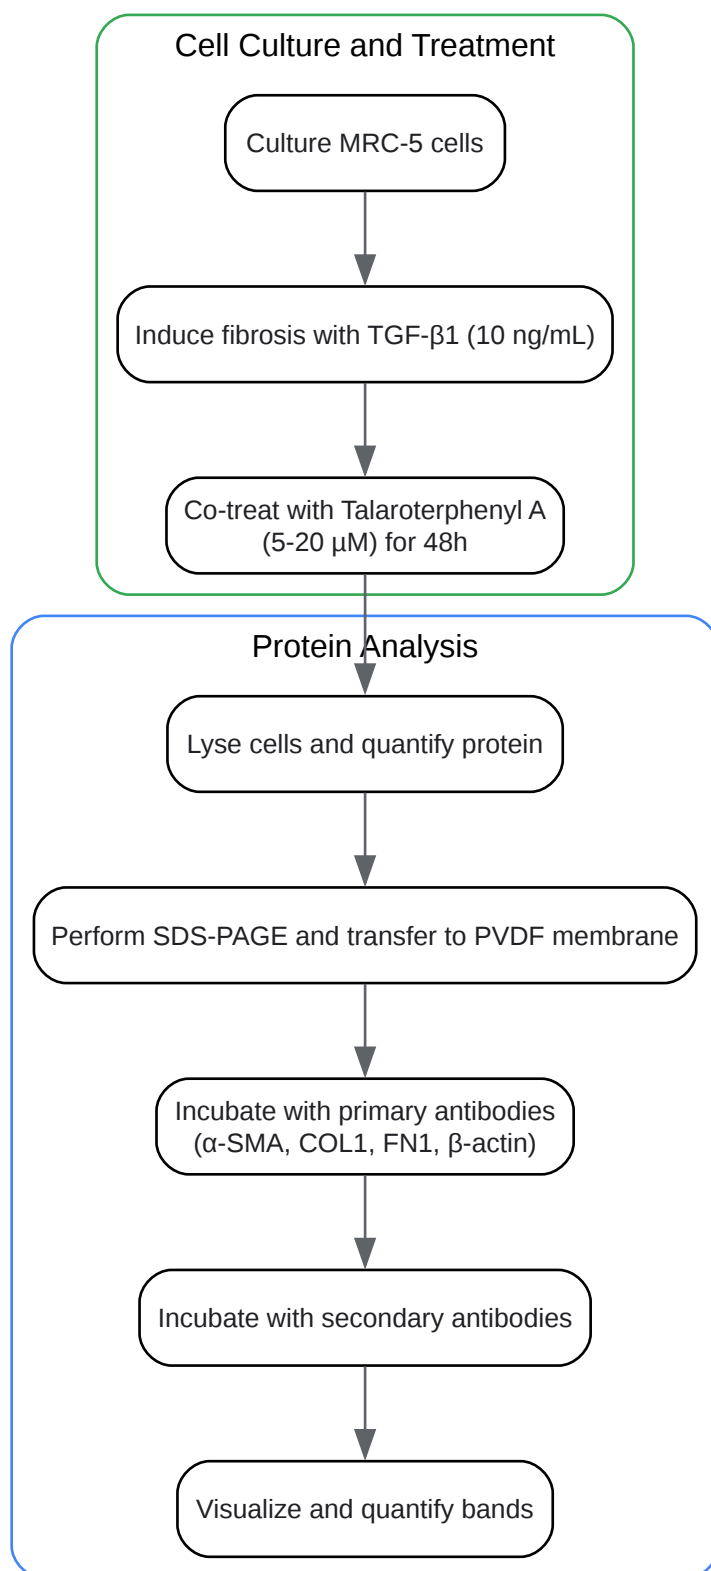 Cell Culture and Treatment
Culture MRC-5 cells
Induce fibrosis with TGF-β1 (10 ng/mL)
Co-treat with Talaroterphenyl A
(5-20 µM) for 48h
Protein Analysis
Lyse cells and quantify protein
Perform SDS-PAGE and transfer to PVDF membrane
Incubate with primary antibodies
(α-SMA, COL1, FN1, β-actin)
Incubate with secondary antibodies
Visualize and quantify bands